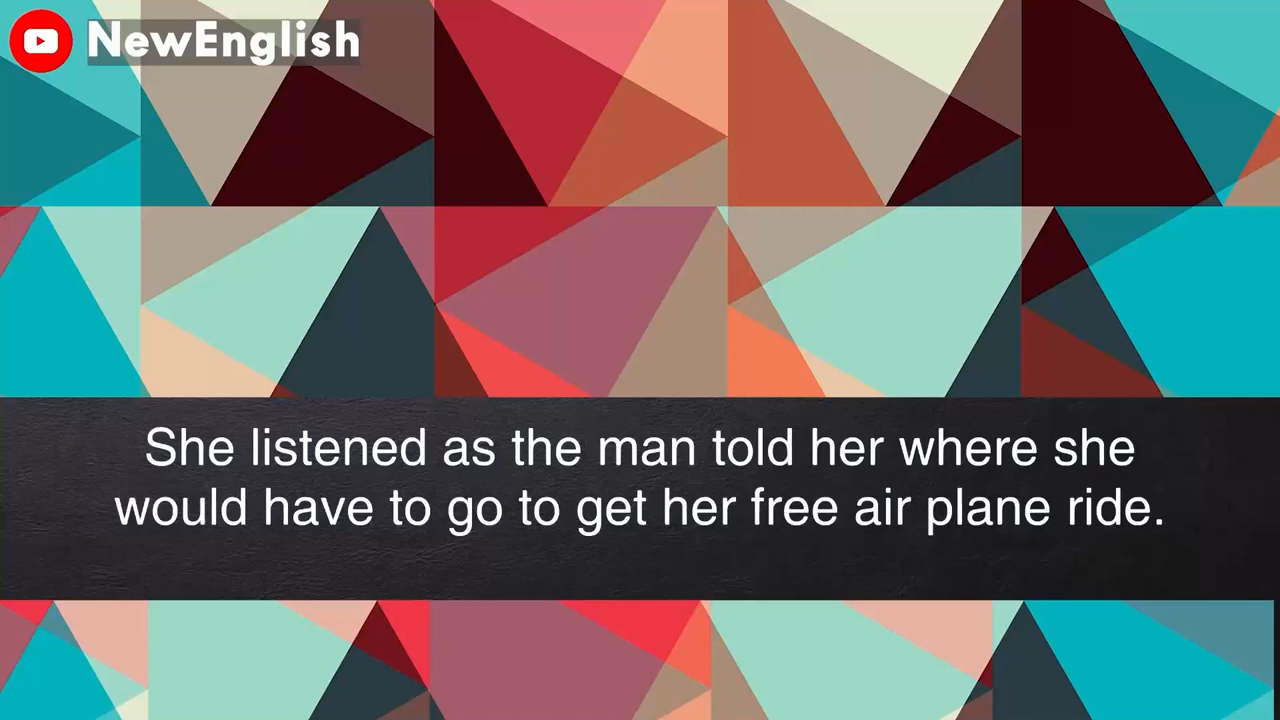 NewEnglish
She listened as the man told her where she
would have to go to get her free air plane ride.